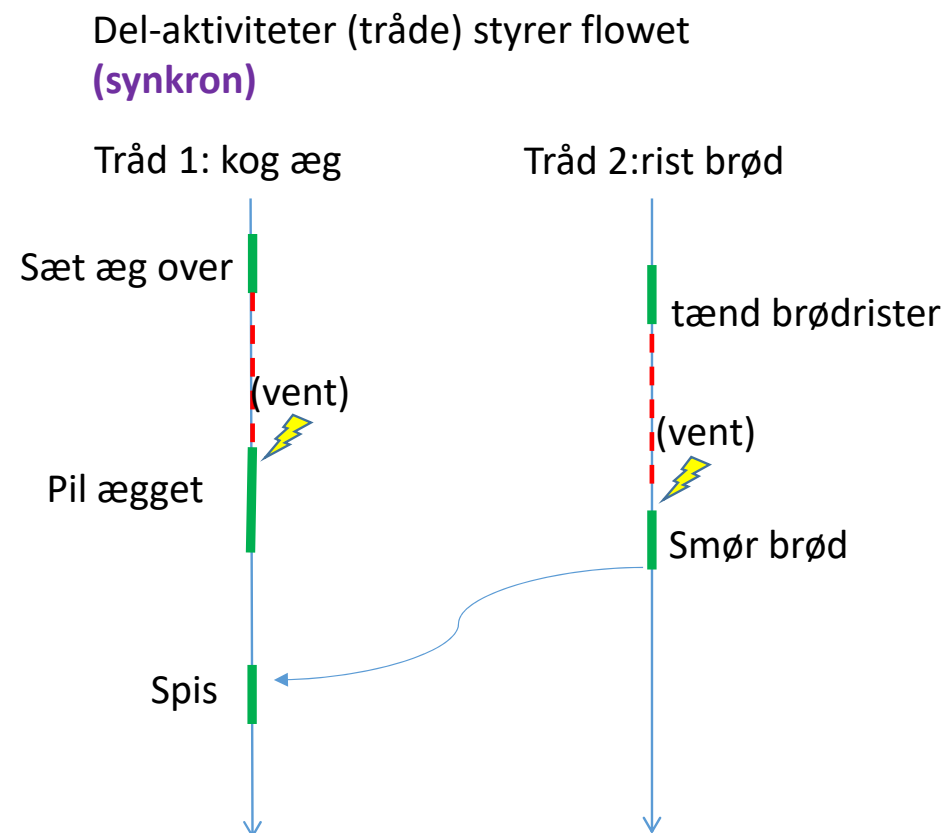 Del-aktiviteter (tråde) styrer flowet
(synkron)
Tråd 1: kog æg
Tråd 2:rist brød
Sæt æg over
tænd brødrister
(vent)
(vent)
Pil ægget
Smør brød
Spis